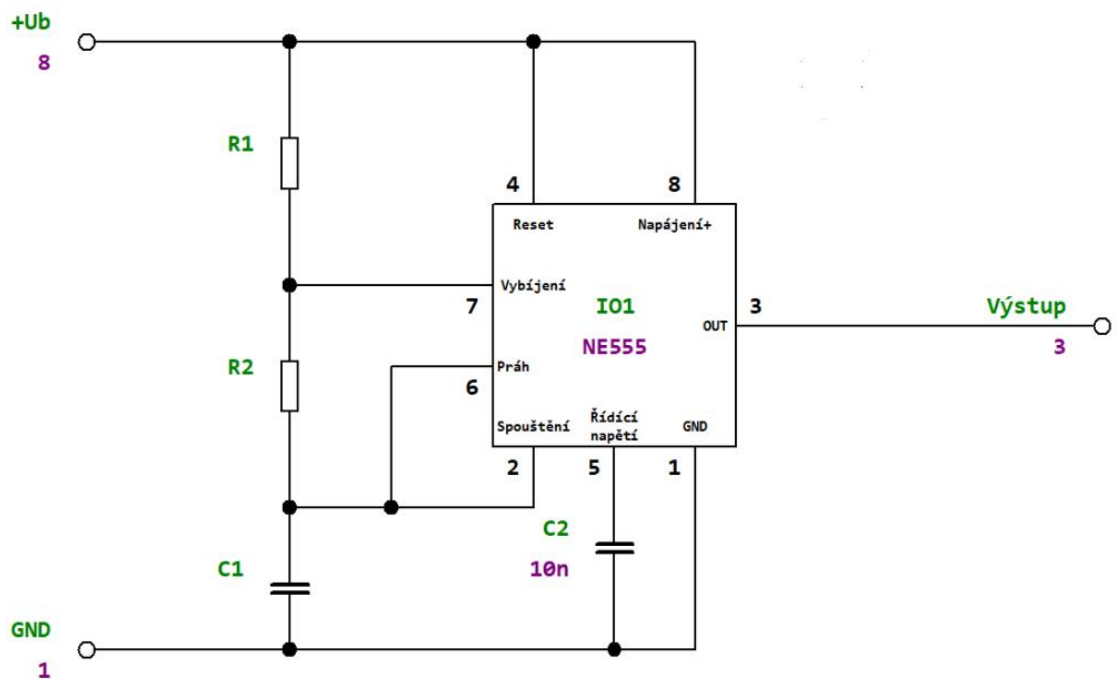 +Ub
8
R1
4
8
Reset
Napájení+
Vybíjení
7
IO1
3
Výstup
OUT
NE555
3
R2
Práh
6
Spouštění
Řídící
napětí
GND
2
5
1
C2
C1
10n
GND
1